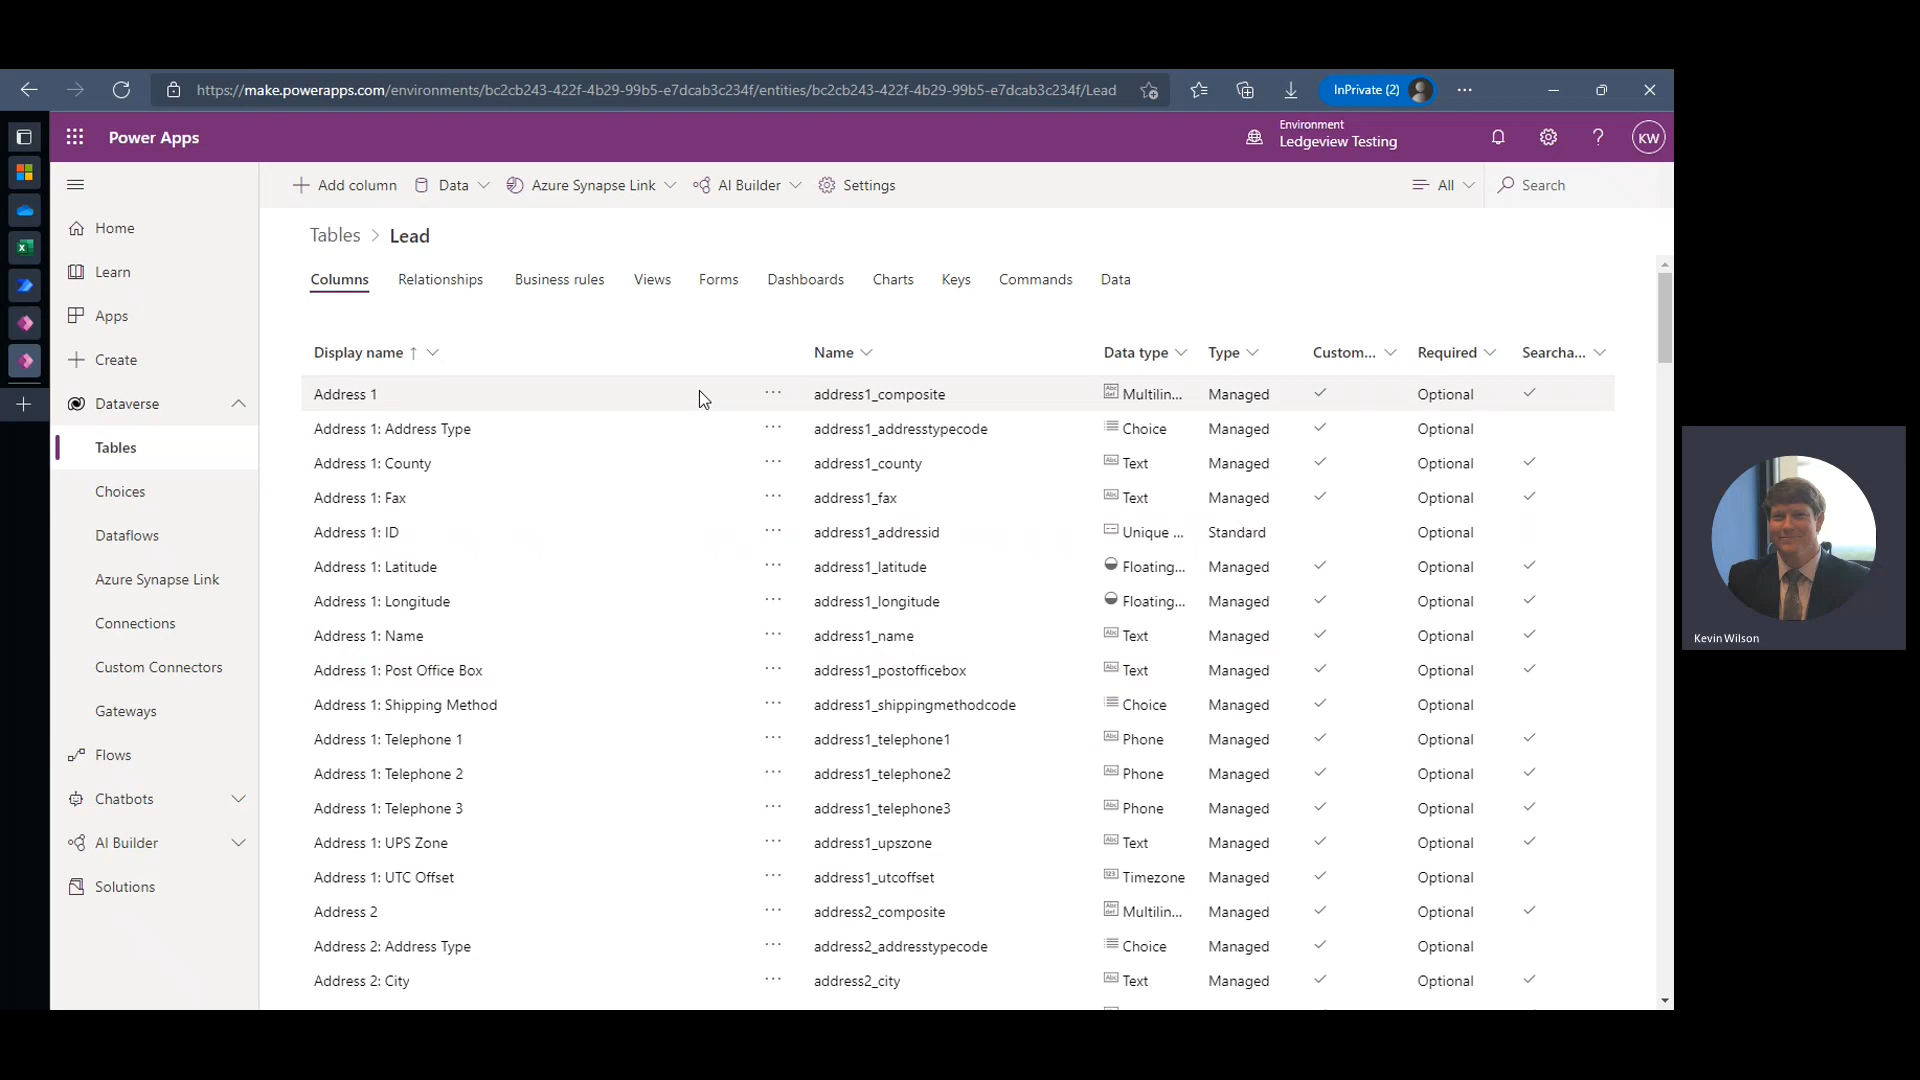 https://make.powerapps.com/environments/bc2cb243-422f-4b29-99b5-e7dcab3c234f/entities/bc2cb243-422f-4b29-99b5-e7dcab3c234f/Lead
InPrivate (2)
Power Apps
Environment
Ledgeview Testing
KW
Add column
Data
Azure Synapse Link
AI Builder
Settings
All
Search
Home
Learn
Apps
Create
Dataverse
Tables
Choices
Dataflows
Azure Synapse Link
Connections
Custom Connectors
Gateways
Flows
Chatbots
AI Builder
Solutions
Tables > Lead
Columns Relationships Business rules Views Forms Dashboards Charts Keys Commands Data
Display name ↑ Name Data type Type Custom... Required Searcha...
Address 1 ··· address1_composite Multilin... Managed Optional
Address 1: Address Type ··· address1_addresstypecode Choice Managed Optional
Address 1: County ··· address1_county Text Managed Optional
Address 1: Fax ··· address1_fax Text Managed Optional
Address 1: ID ··· address1_addressid Unique ... Standard Optional
Address 1: Latitude ··· address1_latitude Floating... Managed Optional
Address 1: Longitude ··· address1_longitude Floating... Managed Optional
Address 1: Name ··· address1_name Text Managed Optional
Address 1: Post Office Box ··· address1_postofficebox Text Managed Optional
Address 1: Shipping Method ··· address1_shippingmethodcode Choice Managed Optional
Address 1: Telephone 1 ··· address1_telephone1 Phone Managed Optional
Address 1: Telephone 2 ··· address1_telephone2 Phone Managed Optional
Address 1: Telephone 3 ··· address1_telephone3 Phone Managed Optional
Address 1: UPS Zone ··· address1_upszone Text Managed Optional
Address 1: UTC Offset ··· address1_utcoffset Timezone Managed Optional
Address 2 ··· address2_composite Multilin... Managed Optional
Address 2: Address Type ··· address2_addresstypecode Choice Managed Optional
Address 2: City ··· address2_city Text Managed Optional
Kevin Wilson